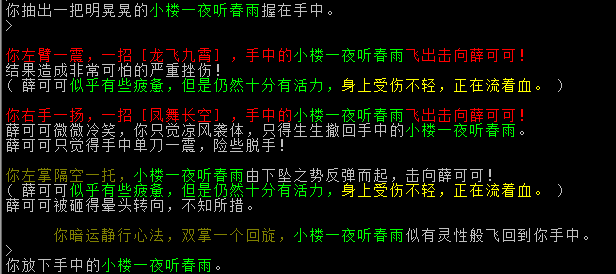 你抽出一把明晃晃的小楼一夜听春雨握在手中。
>
你左臂一震，一招［龙飞九霄］，手中的小楼一夜听春雨飞出击向薛可可！
结果造成非常可怕的严重挫伤！
（ 薛可可似乎有些疲惫，但是仍然十分有活力，身上受伤不轻，正在流着血。 ）
你右手一扬，一招［凤舞长空］，手中的小楼一夜听春雨飞出击向薛可可！
薛可可微微冷笑，你只觉凉风袭体，只得生生撤回手中的小楼一夜听春雨。
薛可可只觉得手中单刀一震，险些脱手！
你左掌隔空一托，小楼一夜听春雨由下坠之势反弹而起，击向薛可可！
（ 薛可可似乎有些疲惫，但是仍然十分有活力，身上受伤不轻，正在流着血。 ）
薛可可被砸得晕头转向，不知所措。
你暗运静行心法，双掌一个回旋，小楼一夜听春雨似有灵性般飞回到你手中。
>
你放下手中的小楼一夜听春雨。